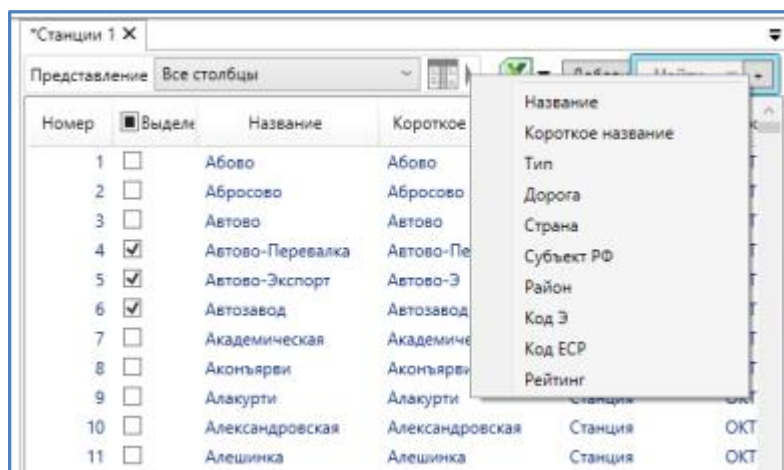 *Станции 1 X
Представление Все столбцы
Номер Название Короткое
Название
Короткое название
Тип
Дорога
Страна
Субъект РФ
Район
Код Э
Код ЕСР
Рейтинг
1 Абово Абово
2 Абросово Абросово
3 Автово Автово
4 Автово-Перевалка Автово-Пе
5 Автово-Экспорт Автово-Э
6 Автозавод Автозавод
7 Академическая Академиче
8 Аконъярви Аконъярви
9 Алакурти Алакурти Станция ОКТ
10 Александровская Александровская Станция ОКТ
11 Алешинка Алешинка Станция ОКТ